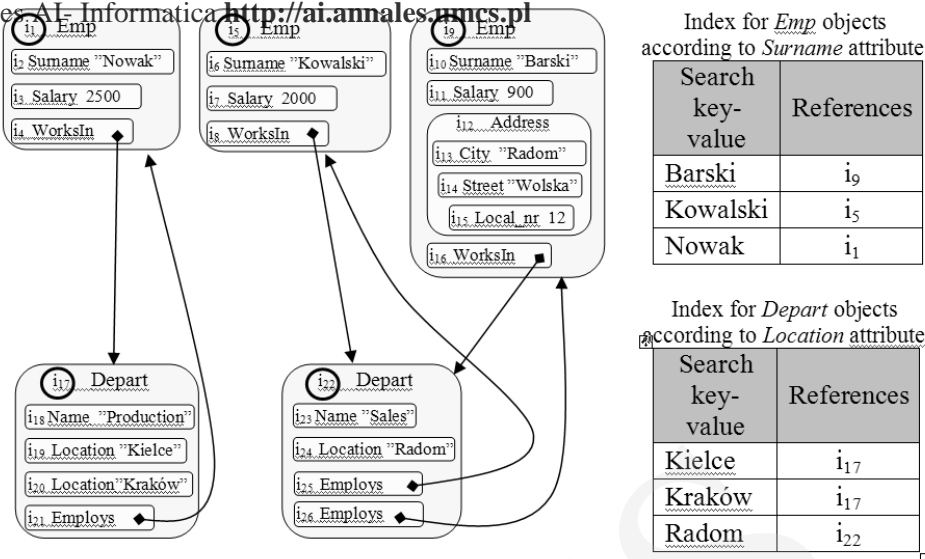 es AI- Informatica http://ai.annales.umcs.pl
i1 Emp
i2 Surname ”Nowak”
i3 Salary 2500
i4 WorksIn
i5 Emp
i6 Surname ”Kowalski”
i7 Salary 2000
i8 WorksIn
i9 Emp
i10 Surname ”Barski”
i11 Salary 900
i12 Address
i13 City ”Radom”
i14 Street ”Wolska”
i15 Local_nr 12
i16 WorksIn
i17 Depart
i18 Name ”Production”
i19 Location ”Kielce”
i20 Location”Kraków”
i21 Employs
i22 Depart
i23 Name ”Sales”
i24 Location ”Radom”
i25 Employs
i26 Employs
Index for Emp objects
according to Surname attribute
Search
key-
value
References
Barski i9
Kowalski i5
Nowak i1
Index for Depart objects
according to Location attribute
Search
key-
value
References
Kielce i17
Kraków i17
Radom i22